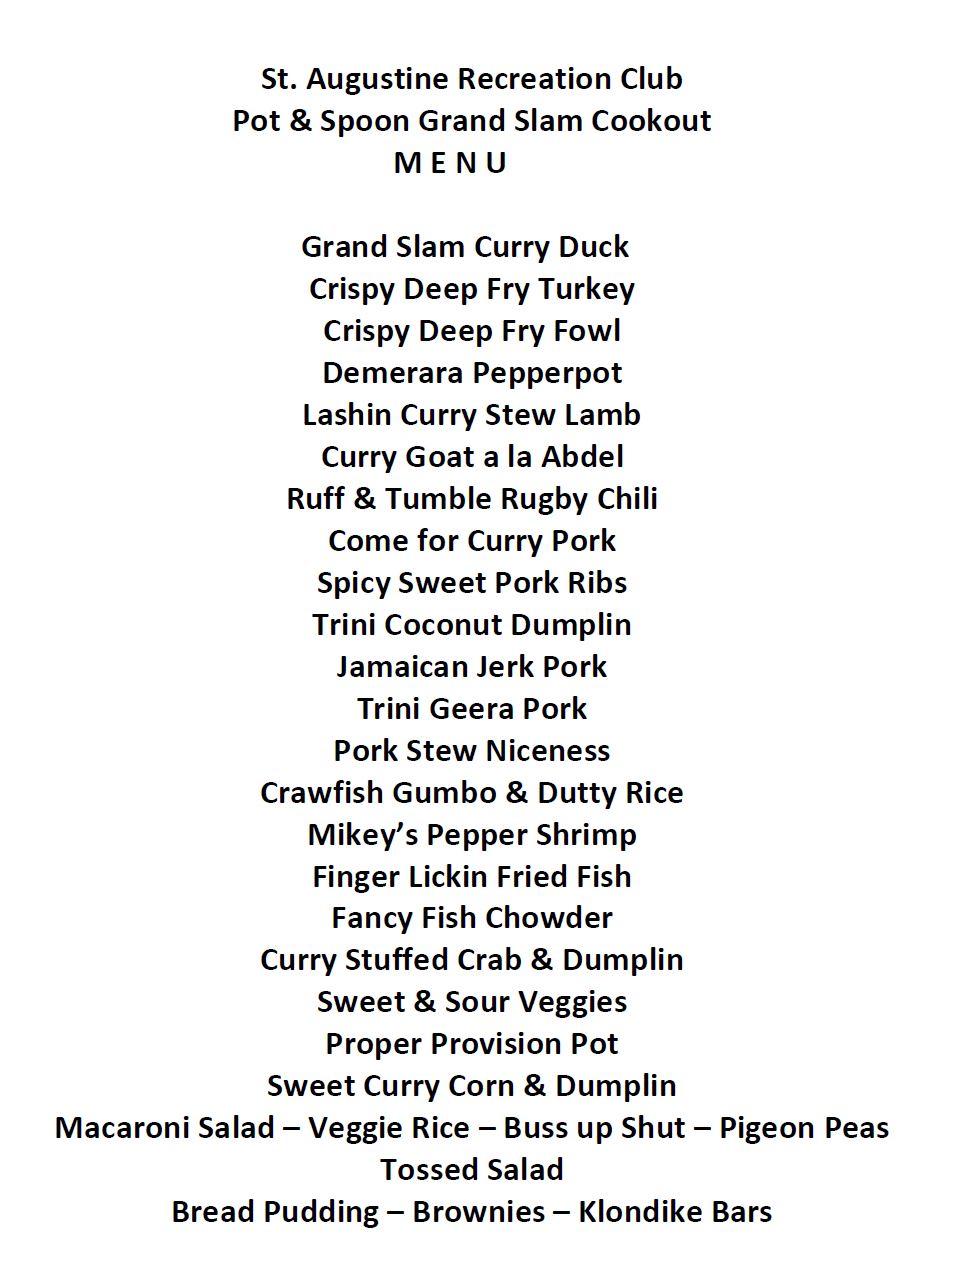 St. Augustine Recreation Club
Pot & Spoon Grand Slam Cookout
M E N U
Grand Slam Curry Duck
Crispy Deep Fry Turkey
Crispy Deep Fry Fowl
Demerara Pepperpot
Lashin Curry Stew Lamb
Curry Goat a la Abdel
Ruff & Tumble Rugby Chili
Come for Curry Pork
Spicy Sweet Pork Ribs
Trini Coconut Dumplin
Jamaican Jerk Pork
Trini Geera Pork
Pork Stew Niceness
Crawfish Gumbo & Dutty Rice
Mikey’s Pepper Shrimp
Finger Lickin Fried Fish
Fancy Fish Chowder
Curry Stuffed Crab & Dumplin
Sweet & Sour Veggies
Proper Provision Pot
Sweet Curry Corn & Dumplin
Macaroni Salad – Veggie Rice – Buss up Shut – Pigeon Peas
Tossed Salad
Bread Pudding – Brownies – Klondike Bars